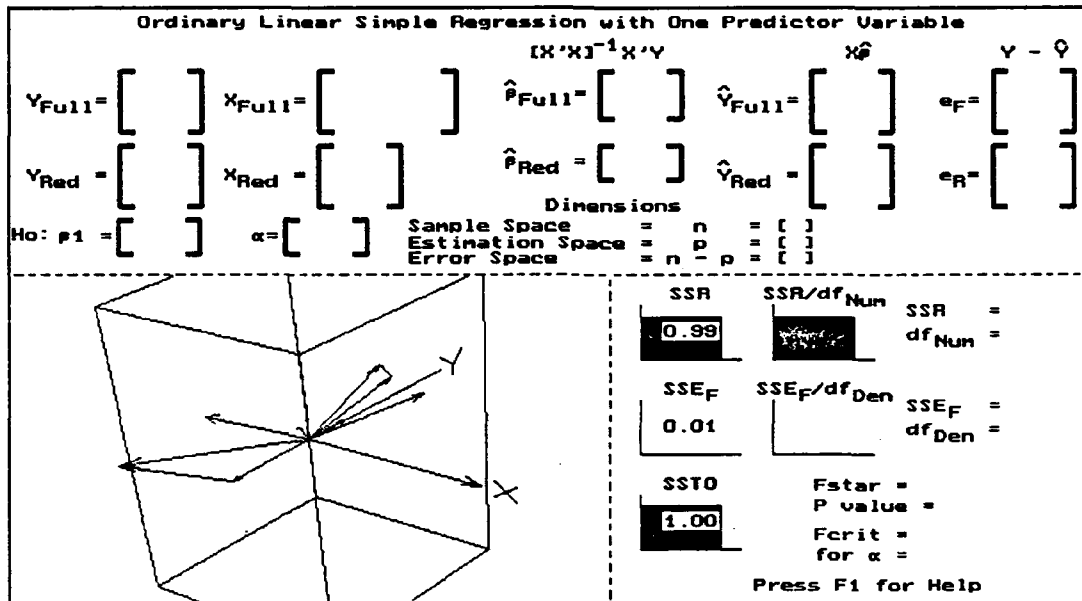 Ordinary Linear Simple Regression with One Predictor Variable
[X'X]⁻¹X'Y Xβ̂ Y - Ŷ
Y_Full= [ ] X_Full= [ ] β̂_Full= [ ] Ŷ_Full= [ ] e_F= [ ]
Y_Red = [ ] X_Red = [ ] β̂_Red = [ ] Ŷ_Red = [ ] e_R= [ ]
Dimensions
Ho: β1 = [ ] α= [ ]
Sample Space = n = [ ]
Estimation Space = p = [ ]
Error Space = n - p = [ ]
Y
X
SSR SSR/df_Num
0.99
SSR =
df_Num =
SSE_F SSE_F/df_Den
0.01
SSE_F =
df_Den =
SSTO
1.00
Fstar =
P value =
Fcrit =
for α =
Press F1 for Help